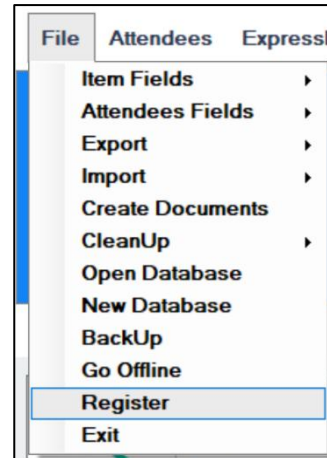 File Attendees Express
Item Fields
Attendees Fields
Export
Import
Create Documents
CleanUp
Open Database
New Database
BackUp
Go Offline
Register
Exit